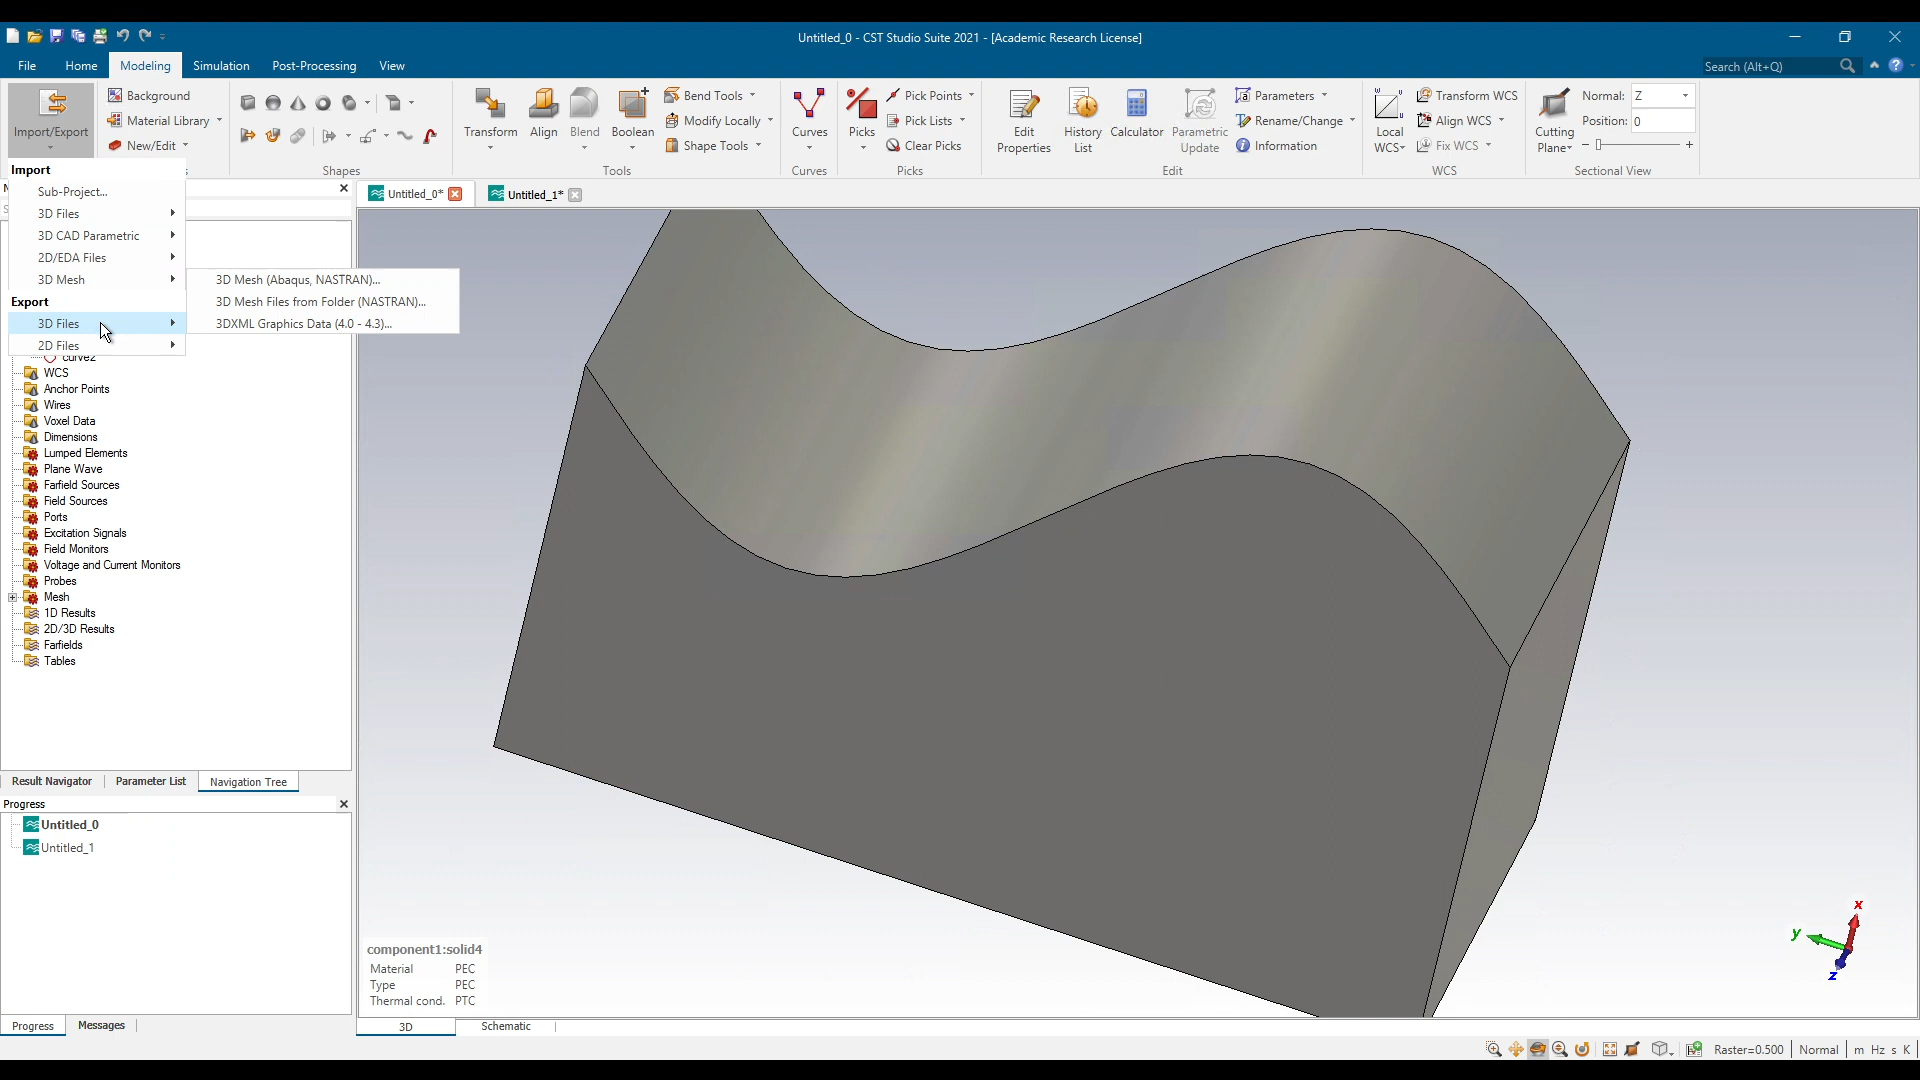 Untitled_0 - CST Studio Suite 2021 - [Academic Research License]
File Home Modeling Simulation Post-Processing View
Search (Alt+Q)
Import/Export
Background
Material Library
New/Edit
Shapes
Transform
Align
Blend
Boolean
Bend Tools
Modify Locally
Shape Tools
Tools
Curves
Curves
Picks
Pick Points
Pick Lists
Clear Picks
Picks
Edit Properties
History List
Calculator
Parametric Update
Parameters
Rename/Change
Information
Edit
Local WCS
Transform WCS
Align WCS
Fix WCS
WCS
Cutting Plane
Normal: Z
Position: 0
Sectional View
Import
Sub-Project...
3D Files
3D CAD Parametric
2D/EDA Files
3D Mesh
Export
3D Files
2D Files
3D Mesh (Abaqus, NASTRAN)...
3D Mesh Files from Folder (NASTRAN)...
3DXML Graphics Data (4.0 - 4.3)...
Untitled_0*
Untitled_1*
curve2
WCS
Anchor Points
Wires
Voxel Data
Dimensions
Lumped Elements
Plane Wave
Farfield Sources
Field Sources
Ports
Excitation Signals
Field Monitors
Voltage and Current Monitors
Probes
Mesh
1D Results
2D/3D Results
Farfields
Tables
Result Navigator Parameter List Navigation Tree
Progress
Untitled_0
Untitled_1
Progress Messages
component1:solid4
Material PEC
Type PEC
Thermal cond. PTC
x
y
z
3D Schematic
Raster=0.500 Normal m Hz s K